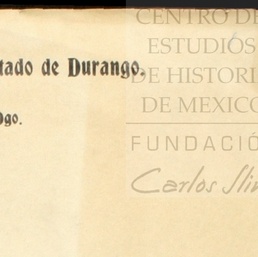 CENTRO DE
ESTUDIOS
tado de Durango.
DE HISTORI
DE MEXICO
Dgo.
FUNDACIÓ
Carlos Sli